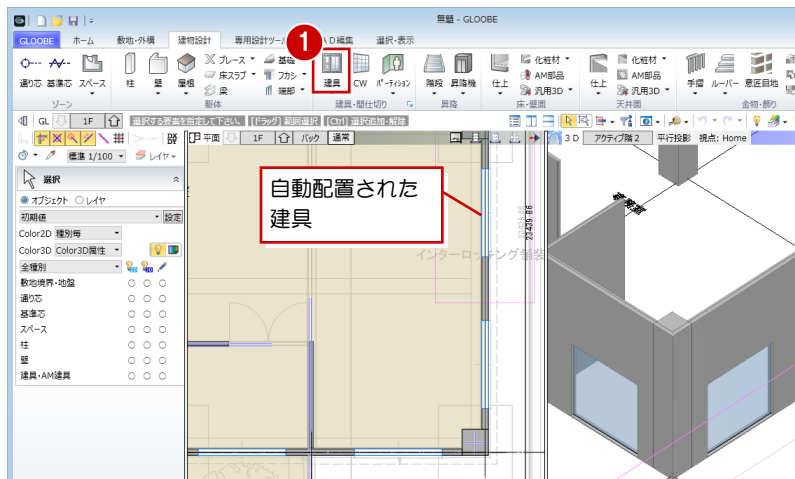 無題 - GLOOBE
GLOOBE ホーム 敷地・外構 建物設計 専用設計ツール D編集 選択・表示
1
通り芯 基準芯 スペース 柱 壁 屋根 ブレース 床スラブ 梁 基礎 フカシ 端部 建具 CW パーテイション 階段 昇降機 仕上 化粧材 AM部品 汎用3D 仕上 化粧材 AM部品 汎用3D 手摺 ルーバー 意匠目地
ゾーン 躯体 建具・間仕切り 昇降 床・壁面 天井面 金物・飾り
GL 1F 選択する要素を指定して下さい。 [ドラッグ] 範囲選択 [Ctrl] 選択追加・解除
標準 1/100 レイヤ
平面 1F バック 通常
3D アクティブ階 2 平行投影 視点: Home
選択
オブジェクト レイヤ
初期値 設定
Color2D 種別毎
Color3D Color3D属性
全種別
敷地境界・地盤
通り芯
基準芯
スペース
柱
壁
建具・AM建具
自動配置された
建具
23439.86
インターロッキング舗装